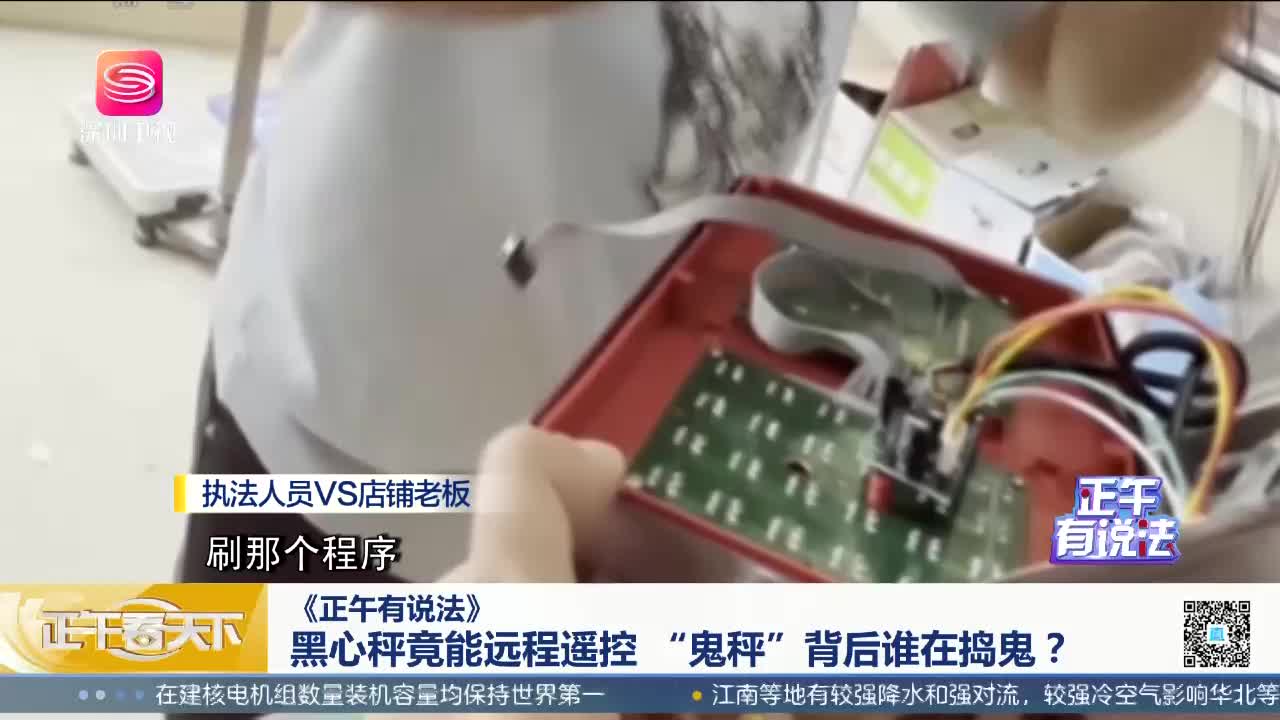 深圳卫视
执法人员VS店铺老板
刷那个程序
正午
有说法
正午看天下
《正午有说法》
黑心秤竟能远程遥控 “鬼秤”背后谁在捣鬼？
在建核电机组数量装机容量均保持世界第一
江南等地有较强降水和强对流，较强冷空气影响华北等